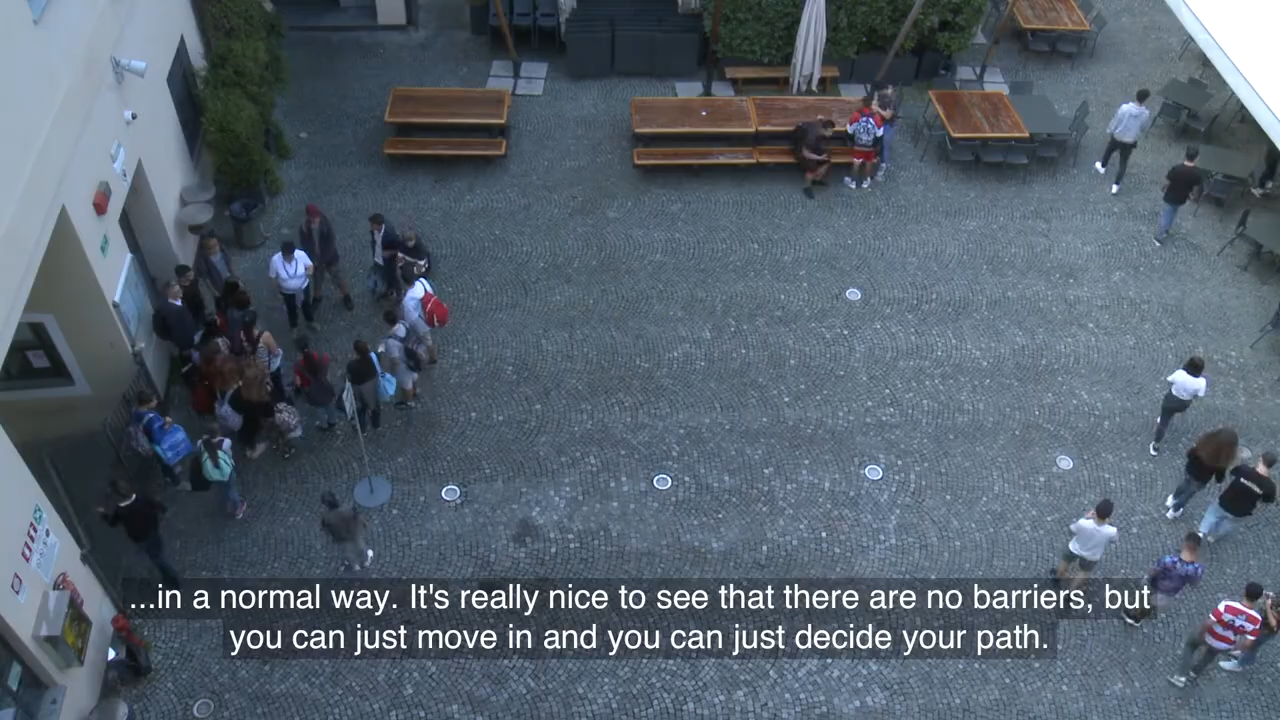 ...in a normal way. It's really nice to see that there are no barriers, but
you can just move in and you can just decide your path.